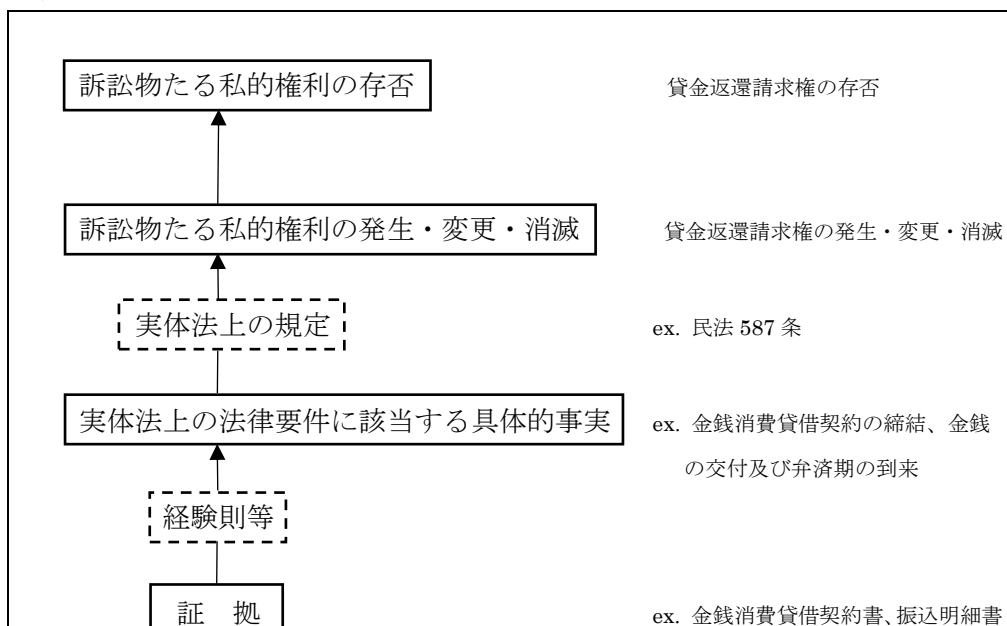 訴訟物たる私的権利の存否
貸金返還請求権の存否
訴訟物たる私的権利の発生・変更・消滅
貸金返還請求権の発生・変更・消滅
実体法上の規定
ex. 民法 587 条
実体法上の法律要件に該当する具体的事実
ex. 金銭消費貸借契約の締結、金銭
の交付及び弁済期の到来
経験則等
証 拠
ex. 金銭消費貸借契約書、振込明細書